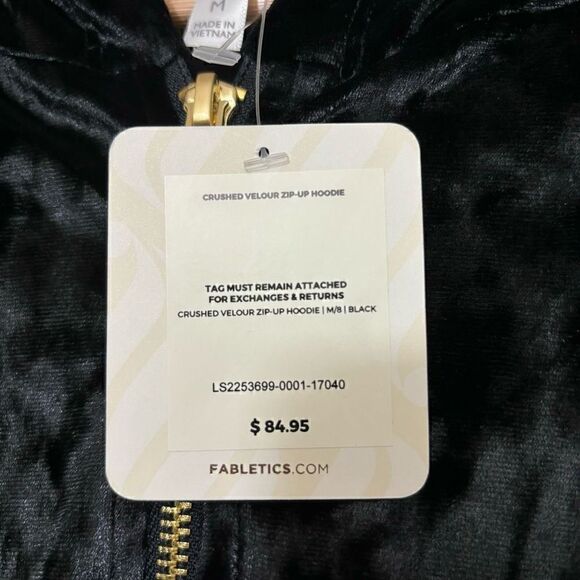 M
MADE IN
VIETNAM
CRUSHED VELOUR ZIP-UP HOODIE
TAG MUST REMAIN ATTACHED
FOR EXCHANGES & RETURNS
CRUSHED VELOUR ZIP-UP HOODIE | M/8 | BLACK
LS2253699-0001-17040
$ 84.95
FABLETICS.COM